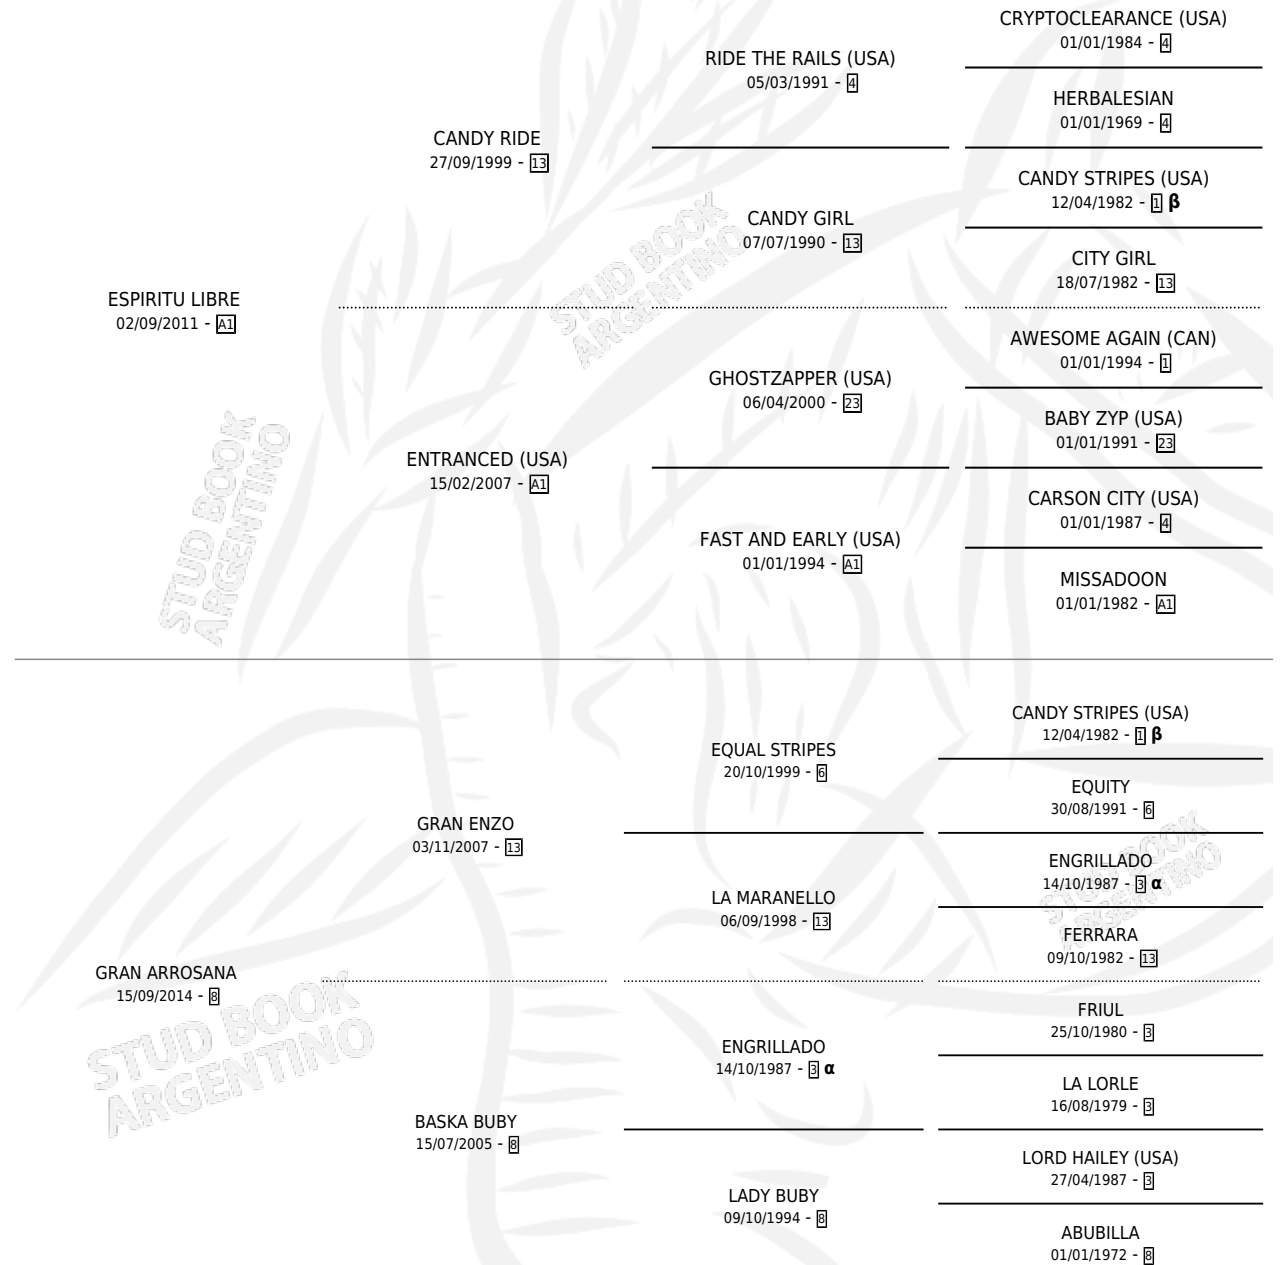 CRYPTOCLEARANCE (USA)
01/01/1984 - 4
RIDE THE RAILS (USA)
05/03/1991 - 4
HERBALESIAN
01/01/1969 - 4
CANDY RIDE
27/09/1999 - 13
CANDY STRIPES (USA)
12/04/1982 - 1 β
CANDY GIRL
07/07/1990 - 13
CITY GIRL
18/07/1982 - 13
STUD BOOK
ARGENTINO
ESPIRITU LIBRE
02/09/2011 - A1
AWESOME AGAIN (CAN)
01/01/1994 - 1
GHOSTZAPPER (USA)
06/04/2000 - 23
BABY ZYP (USA)
01/01/1991 - 23
ENTRANCED (USA)
15/02/2007 - A1
CARSON CITY (USA)
01/01/1987 - 4
FAST AND EARLY (USA)
01/01/1994 - A1
MISSADOON
01/01/1982 - A1
STUD BOOK
ARGENTINO
CANDY STRIPES (USA)
12/04/1982 - 1 β
EQUAL STRIPES
20/10/1999 - 6
EQUITY
30/08/1991 - 6
GRAN ENZO
03/11/2007 - 13
ENGRILLADO
14/10/1987 - 3 α
LA MARANELLO
06/09/1998 - 13
FERRARA
09/10/1982 - 13
STUD BOOK
ARGENTINO
GRAN ARROSANA
15/09/2014 - 8
FRIUL
25/10/1980 - 3
ENGRILLADO
14/10/1987 - 3 α
LA LORLE
16/08/1979 - 3
BASKA BUBY
15/07/2005 - 8
LORD HAILEY (USA)
27/04/1987 - 3
LADY BUBY
09/10/1994 - 8
ABUBILLA
01/01/1972 - 8
STUD BOOK
ARGENTINO